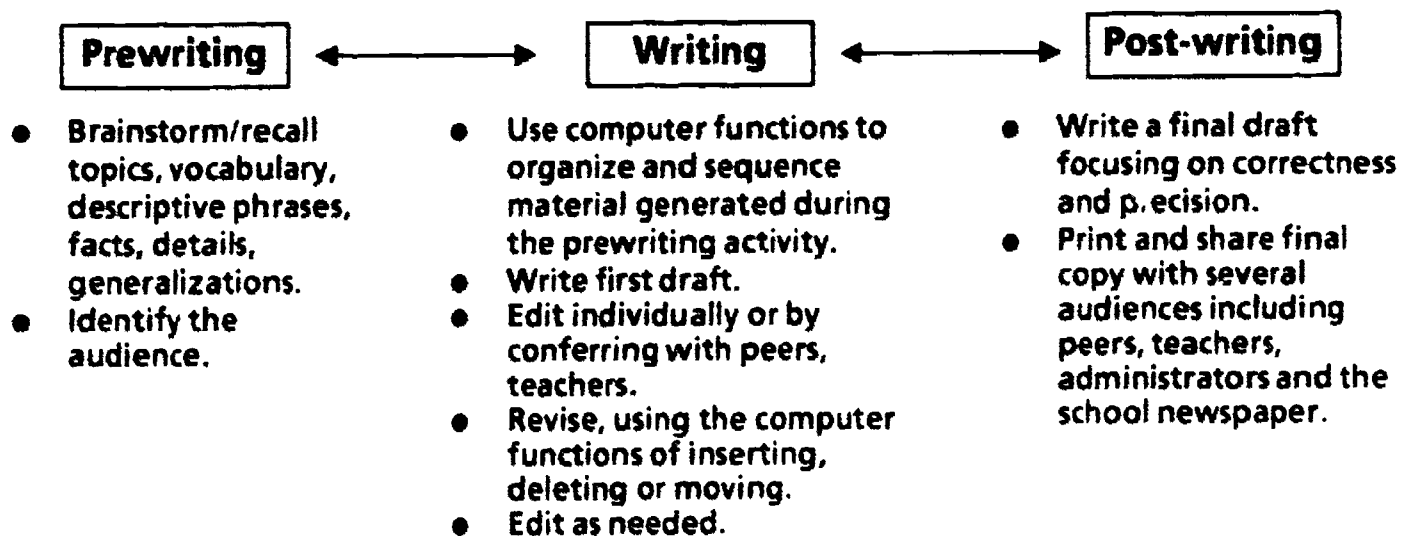 Prewriting
Writing
Post-writing
● Brainstorm/recall
topics, vocabulary,
descriptive phrases,
facts, details,
generalizations.
● Identify the
audience.
● Use computer functions to
organize and sequence
material generated during
the prewriting activity.
● Write first draft.
● Edit individually or by
conferring with peers,
teachers.
● Revise, using the computer
functions of inserting,
deleting or moving.
● Edit as needed.
● Write a final draft
focusing on correctness
and p.ecision.
● Print and share final
copy with several
audiences including
peers, teachers,
administrators and the
school newspaper.